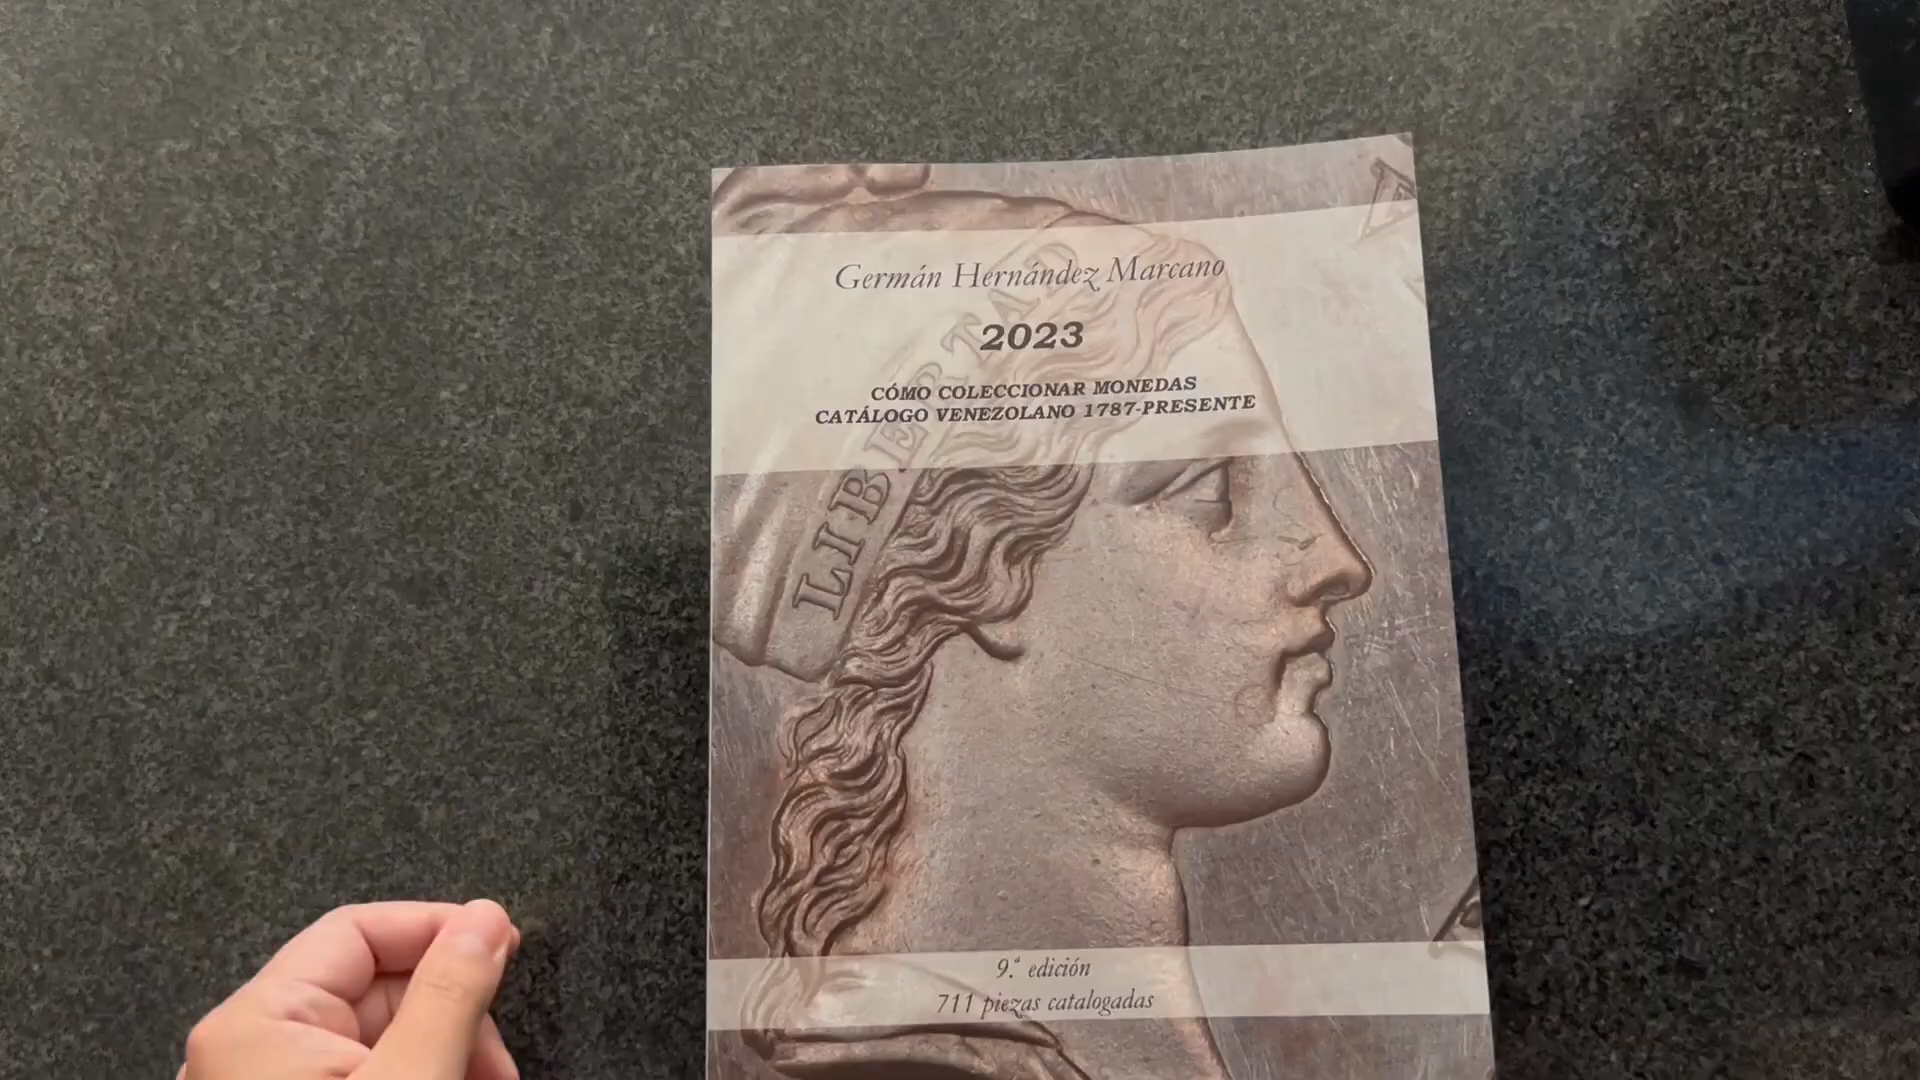 Germán Hernández Marcano
2023
CÓMO COLECCIONAR MONEDAS
CATÁLOGO VENEZOLANO 1787-PRESENTE
LIBERTAD
9.ª edición
711 piezas catalogadas